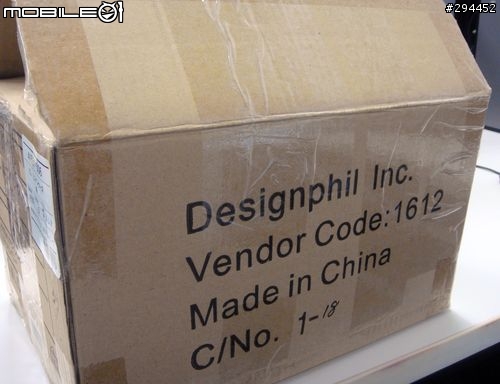 MOBILE01
#294452
Designphil Inc.
Vendor Code:1612
Made in China
C/No. 1-18